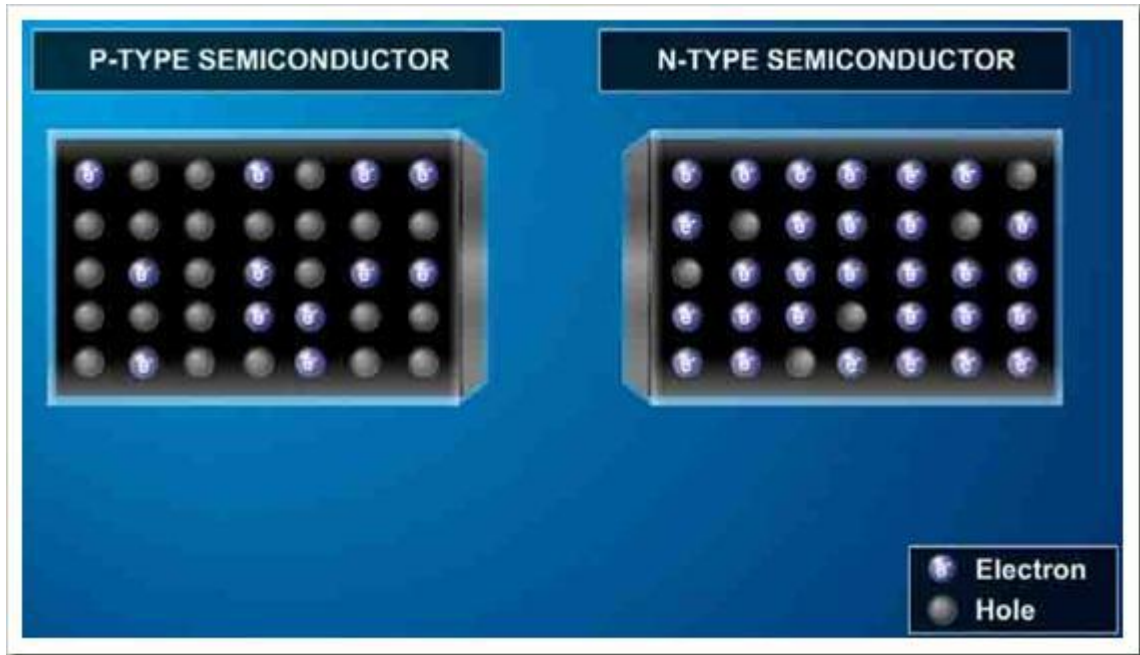 P-TYPE SEMICONDUCTOR
N-TYPE SEMICONDUCTOR
e⁻ e⁻ e⁻ e⁻
e⁻ e⁻ e⁻ e⁻ e⁻ e⁻
e⁻ e⁻ e⁻ e⁻ e⁻
e⁻ e⁻ e⁻ e⁻
e⁻ e⁻ e⁻ e⁻ e⁻ e⁻
e⁻ e⁻
e⁻ e⁻ e⁻ e⁻ e⁻ e⁻
e⁻ e⁻
e⁻ e⁻ e⁻ e⁻ e⁻ e⁻
e⁻ Electron
Hole